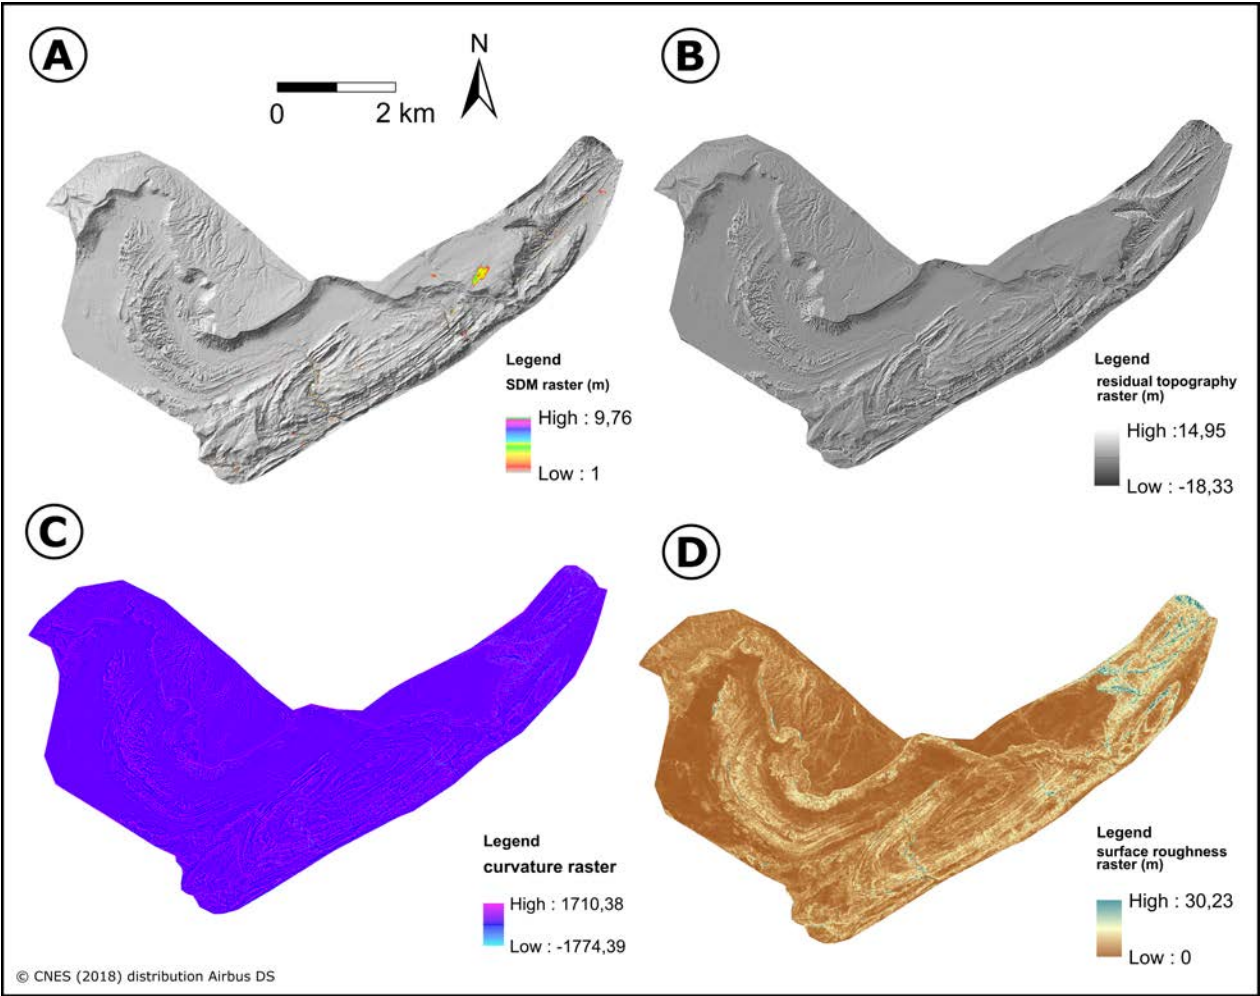 A
N
0 2 km
Legend
SDM raster (m)
High : 9,76
Low : 1
B
Legend
residual topography
raster (m)
High :14,95
Low : -18,33
C
Legend
curvature raster
High : 1710,38
Low : -1774,39
D
Legend
surface roughness
raster (m)
High : 30,23
Low : 0
© CNES (2018) distribution Airbus DS